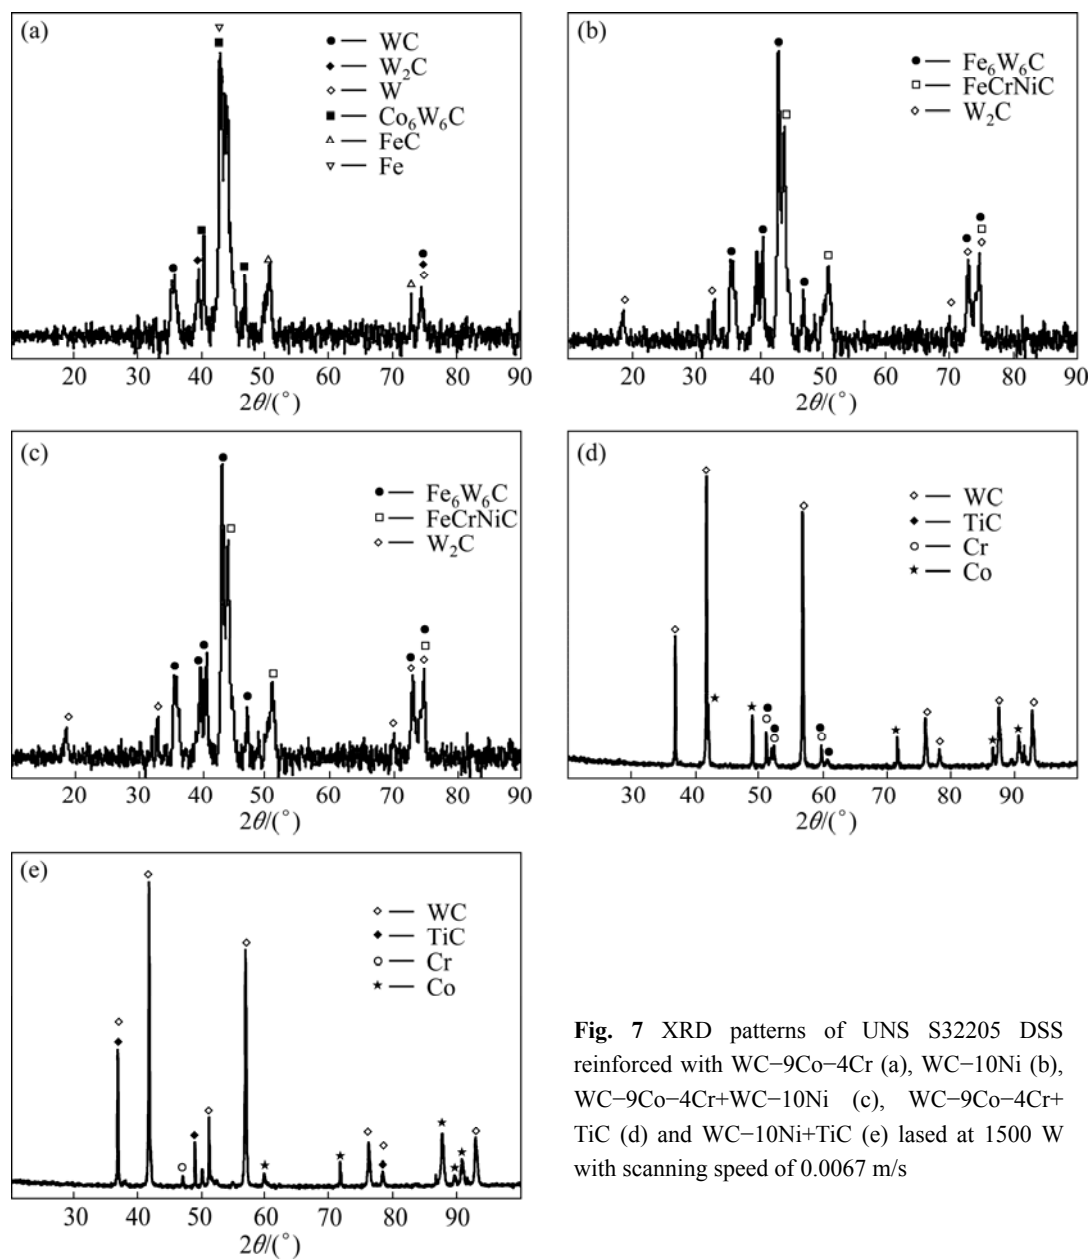 (a)
WC
W₂C
W
Co₆W₆C
FeC
Fe
20 30 40 50 60 70 80 90
2θ/(°)
(b)
Fe₆W₆C
FeCrNiC
W₂C
20 30 40 50 60 70 80 90
2θ/(°)
(c)
Fe₆W₆C
FeCrNiC
W₂C
20 30 40 50 60 70 80 90
2θ/(°)
(d)
WC
TiC
Cr
Co
30 40 50 60 70 80 90
2θ/(°)
(e)
WC
TiC
Cr
Co
30 40 50 60 70 80 90
2θ/(°)
Fig. 7 XRD patterns of UNS S32205 DSS
reinforced with WC−9Co−4Cr (a), WC−10Ni (b),
WC−9Co−4Cr+WC−10Ni (c), WC−9Co−4Cr+
TiC (d) and WC−10Ni+TiC (e) lased at 1500 W
with scanning speed of 0.0067 m/s